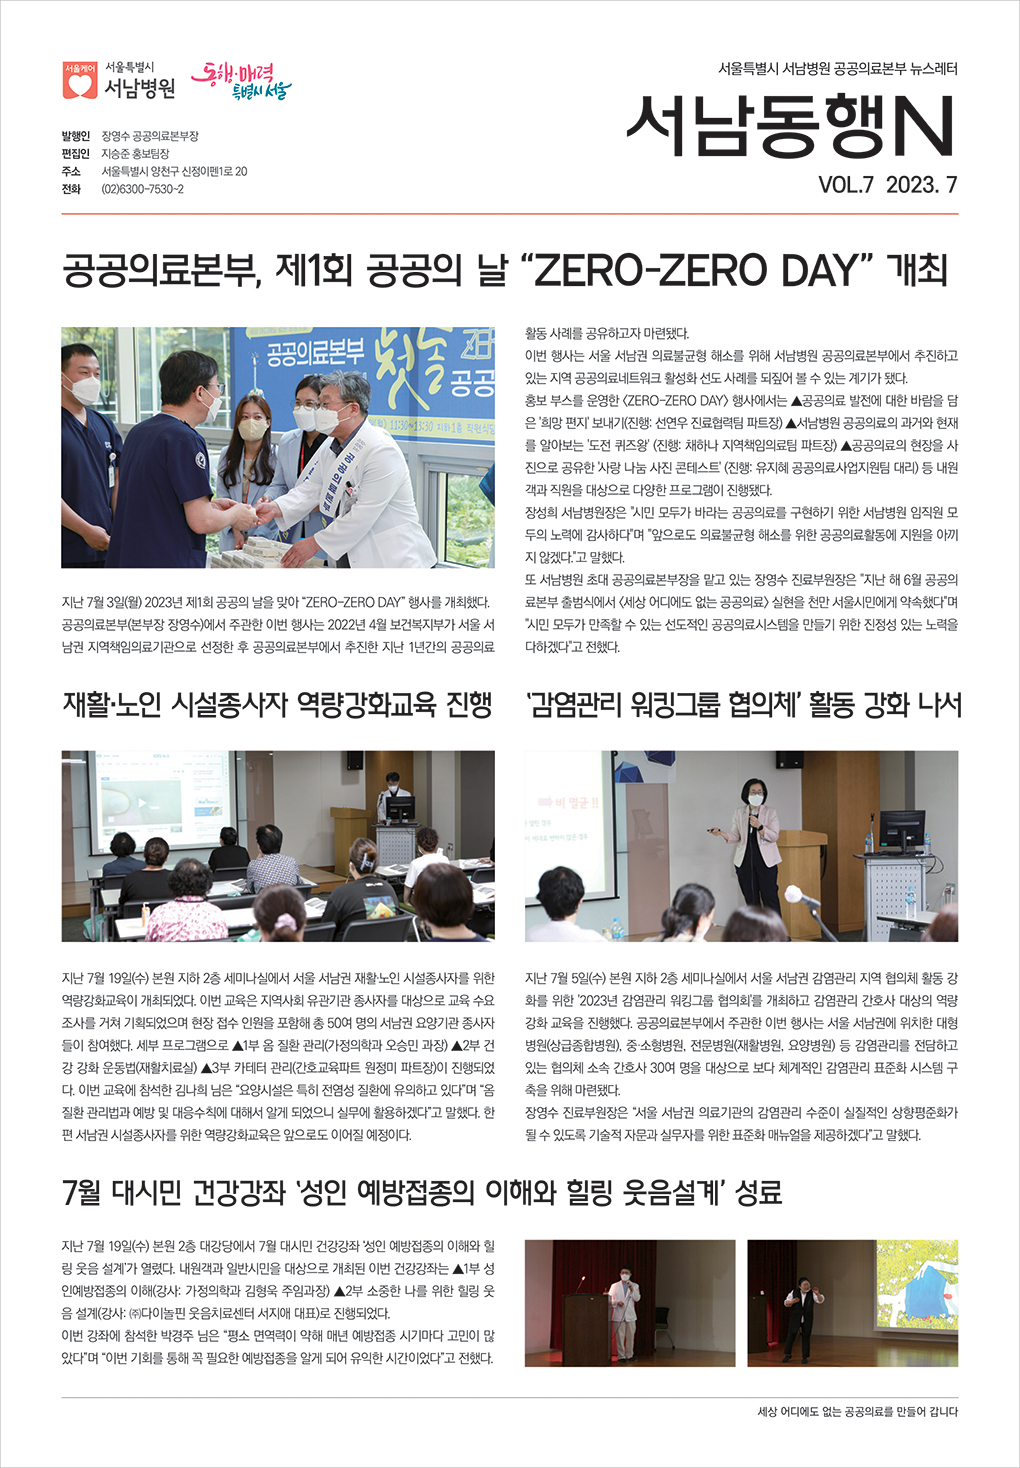 서울케어
서울특별시
서남병원
동행·매력
특별시 서울
발행인 장영수 공공의료본부장
편집인 지승준 홍보팀장
주소 서울특별시 양천구 신정이펜1로 20
전화 (02)6300-7530~2
서울특별시 서남병원 공공의료본부 뉴스레터
서남동행N
VOL.7 2023. 7
공공의료본부, 제1회 공공의 날 “ZERO-ZERO DAY” 개최
공공의료본부
첫눈
공공
지하1층 직원식당
지난 7월 3일(월) 2023년 제1회 공공의 날을 맞아 “ZERO-ZERO DAY” 행사를 개최했다.
공공의료본부(본부장 장영수)에서 주관한 이번 행사는 2022년 4월 보건복지부가 서울 서
남권 지역책임의료기관으로 선정한 후 공공의료본부에서 추진한 지난 1년간의 공공의료
활동 사례를 공유하고자 마련됐다.
이번 행사는 서울 서남권 의료불균형 해소를 위해 서남병원 공공의료본부에서 추진하고
있는 지역 공공의료네트워크 활성화 선도 사례를 되짚어 볼 수 있는 계기가 됐다.
홍보 부스를 운영한 <ZERO-ZERO DAY> 행사에서는 ▲공공의료 발전에 대한 바람을 담
은 '희망 편지' 보내기(진행: 선연우 진료협력팀 파트장) ▲서남병원 공공의료의 과거와 현재
를 알아보는 '도전 퀴즈왕' (진행: 채하나 지역책임의료팀 파트장) ▲공공의료의 현장을 사
진으로 공유한 '사랑 나눔 사진 콘테스트' (진행: 유지혜 공공의료사업지원팀 대리) 등 내원
객과 직원을 대상으로 다양한 프로그램이 진행됐다.
장성희 서남병원장은 "시민 모두가 바라는 공공의료를 구현하기 위한 서남병원 임직원 모
두의 노력에 감사하다"며 "앞으로도 의료불균형 해소를 위한 공공의료활동에 지원을 아끼
지 않겠다."고 말했다.
또 서남병원 초대 공공의료본부장을 맡고 있는 장영수 진료부원장은 "지난 해 6월 공공의
료본부 출범식에서 <세상 어디에도 없는 공공의료> 실현을 천만 서울시민에게 약속했다"며
"시민 모두가 만족할 수 있는 선도적인 공공의료시스템을 만들기 위한 진정성 있는 노력을
다하겠다"고 전했다.
재활·노인 시설종사자 역량강화교육 진행
지난 7월 19일(수) 본원 지하 2층 세미나실에서 서울 서남권 재활·노인 시설종사자를 위한
역량강화교육이 개최되었다. 이번 교육은 지역사회 유관기관 종사자를 대상으로 교육 수요
조사를 거쳐 기획되었으며 현장 접수 인원을 포함해 총 50여 명의 서남권 요양기관 종사자
들이 참여했다. 세부 프로그램으로 ▲1부 옴 질환 관리(가정의학과 오승민 과장) ▲2부 건
강 강화 운동법(재활치료실) ▲3부 카테터 관리(간호교육파트 원정미 파트장)이 진행되었
다. 이번 교육에 참석한 김나희 님은 “요양시설은 특히 전염성 질환에 유의하고 있다”며 “옴
질환 관리법과 예방 및 대응수칙에 대해서 알게 되었으니 실무에 활용하겠다”고 말했다. 한
편 서남권 시설종사자를 위한 역량강화교육은 앞으로도 이어질 예정이다.
‘감염관리 워킹그룹 협의체’ 활동 강화 나서
비 멸균 !!
지난 7월 5일(수) 본원 지하 2층 세미나실에서 서울 서남권 감염관리 지역 협의체 활동 강
화를 위한 '2023년 감염관리 워킹그룹 협의회'를 개최하고 감염관리 간호사 대상의 역량
강화 교육을 진행했다. 공공의료본부에서 주관한 이번 행사는 서울 서남권에 위치한 대형
병원(상급종합병원), 중·소형병원, 전문병원(재활병원, 요양병원) 등 감염관리를 전담하고
있는 협의체 소속 간호사 30여 명을 대상으로 보다 체계적인 감염관리 표준화 시스템 구
축을 위해 마련됐다.
장영수 진료부원장은 “서울 서남권 의료기관의 감염관리 수준이 실질적인 상향평준화가
될 수 있도록 기술적 자문과 실무자를 위한 표준화 매뉴얼을 제공하겠다”고 말했다.
7월 대시민 건강강좌 ‘성인 예방접종의 이해와 힐링 웃음설계’ 성료
지난 7월 19일(수) 본원 2층 대강당에서 7월 대시민 건강강좌 '성인 예방접종의 이해와 힐
링 웃음 설계'가 열렸다. 내원객과 일반시민을 대상으로 개최된 이번 건강강좌는 ▲1부 성
인예방접종의 이해(강사: 가정의학과 김형욱 주임과장) ▲2부 소중한 나를 위한 힐링 웃
음 설계(강사: ㈜다이놀핀 웃음치료센터 서지애 대표)로 진행되었다.
이번 강좌에 참석한 박경주 님은 “평소 면역력이 약해 매년 예방접종 시기마다 고민이 많
았다”며 “이번 기회를 통해 꼭 필요한 예방접종을 알게 되어 유익한 시간이었다”고 전했다.
세상 어디에도 없는 공공의료를 만들어 갑니다